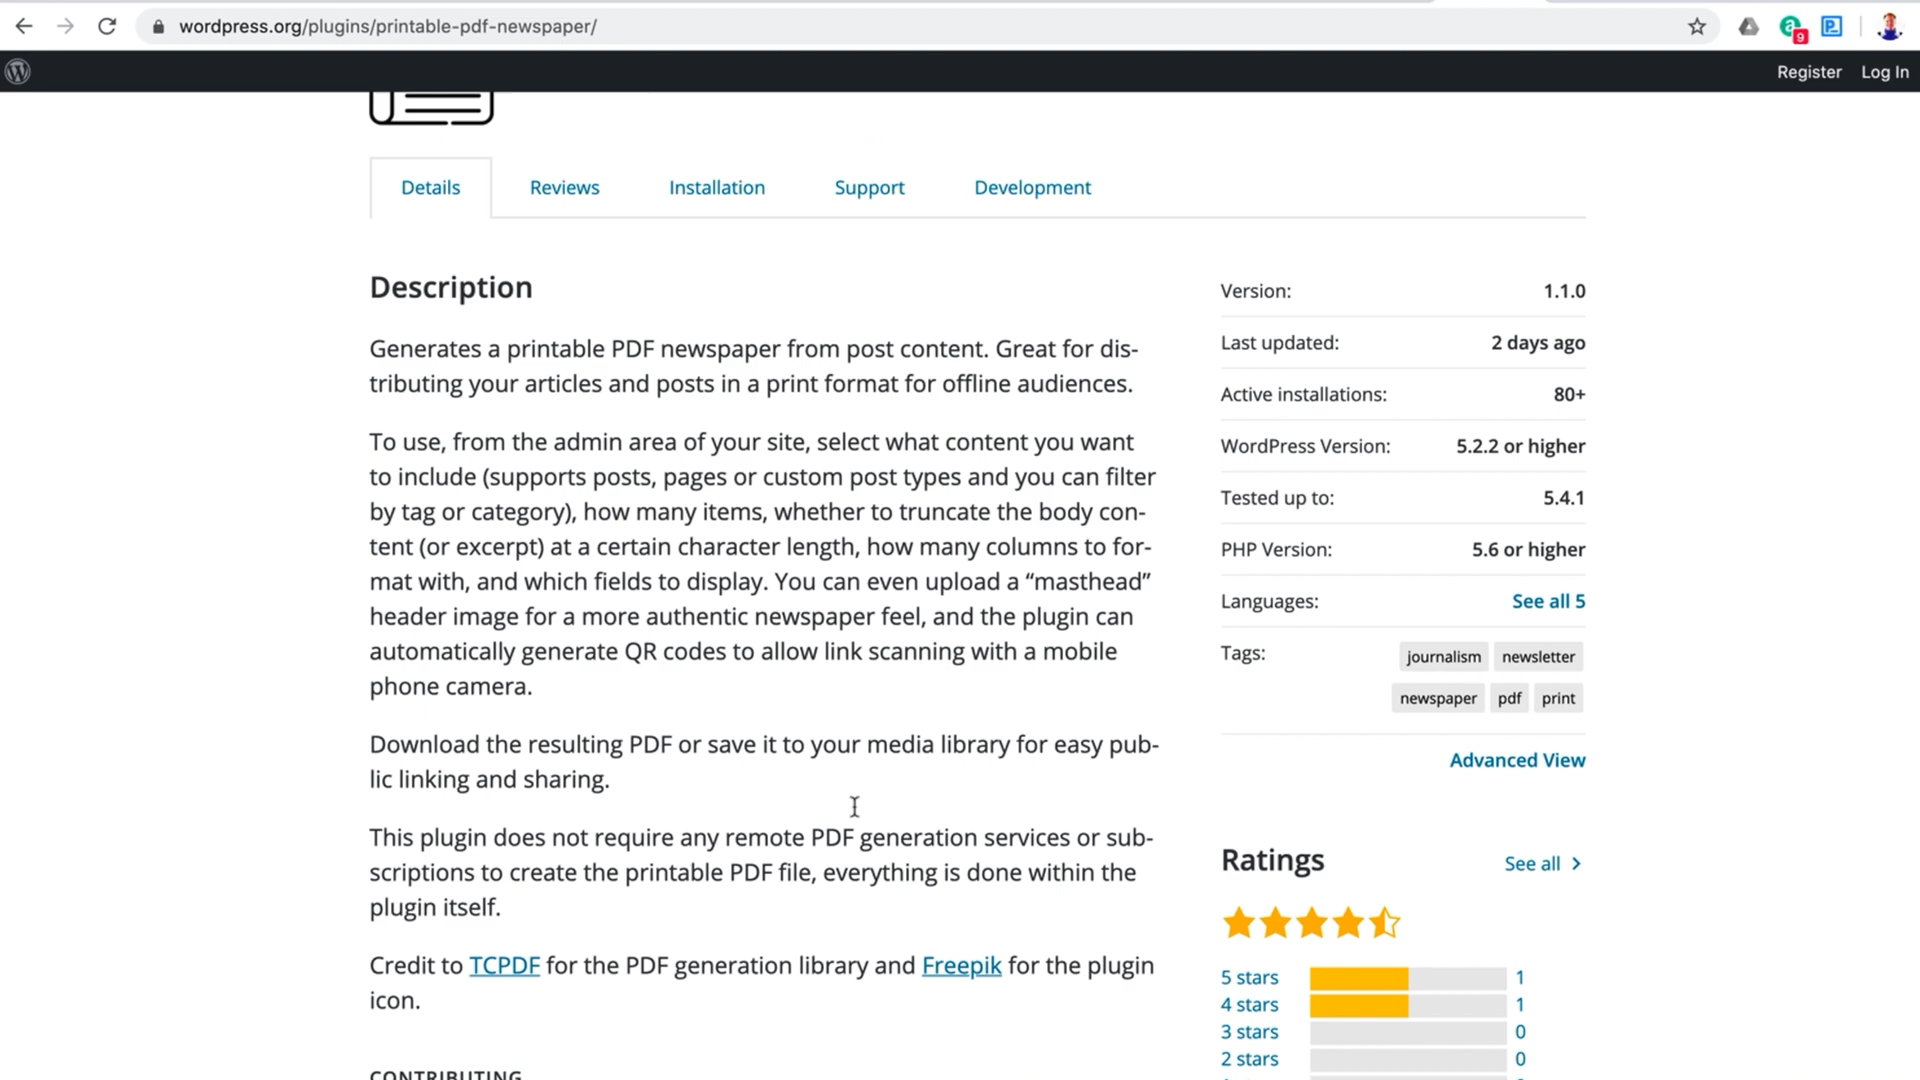 wordpress.org/plugins/printable-pdf-newspaper/
9
Register Log In
Details Reviews Installation Support Development
Description
Generates a printable PDF newspaper from post content. Great for dis-
tributing your articles and posts in a print format for offline audiences.
To use, from the admin area of your site, select what content you want
to include (supports posts, pages or custom post types and you can filter
by tag or category), how many items, whether to truncate the body con-
tent (or excerpt) at a certain character length, how many columns to for-
mat with, and which fields to display. You can even upload a “masthead”
header image for a more authentic newspaper feel, and the plugin can
automatically generate QR codes to allow link scanning with a mobile
phone camera.
Download the resulting PDF or save it to your media library for easy pub-
lic linking and sharing.
This plugin does not require any remote PDF generation services or sub-
scriptions to create the printable PDF file, everything is done within the
plugin itself.
Credit to TCPDF for the PDF generation library and Freepik for the plugin
icon.
CONTRIBUTING
Version: 1.1.0
Last updated: 2 days ago
Active installations: 80+
WordPress Version: 5.2.2 or higher
Tested up to: 5.4.1
PHP Version: 5.6 or higher
Languages: See all 5
Tags: journalism newsletter
newspaper pdf print
Advanced View
Ratings See all
5 stars 1
4 stars 1
3 stars 0
2 stars 0